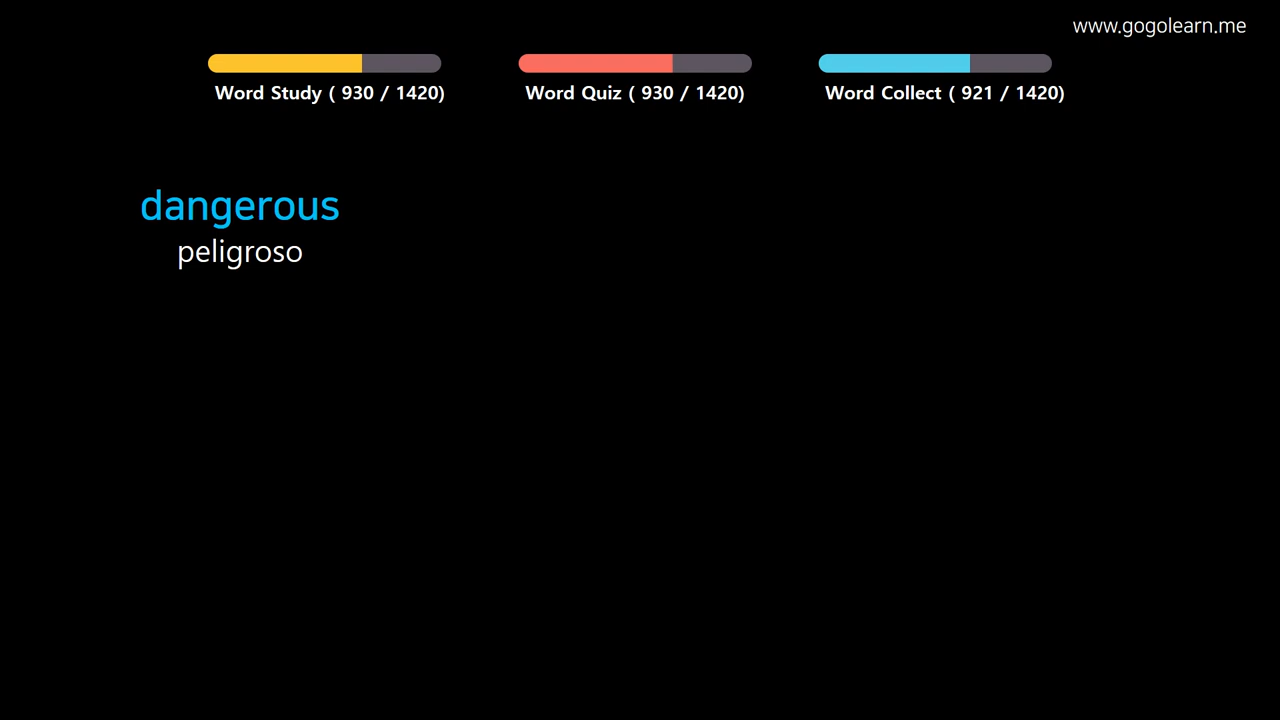 www.gogolearn.me
Word Study ( 930 / 1420)
Word Quiz ( 930 / 1420)
Word Collect ( 921 / 1420)
dangerous
peligroso